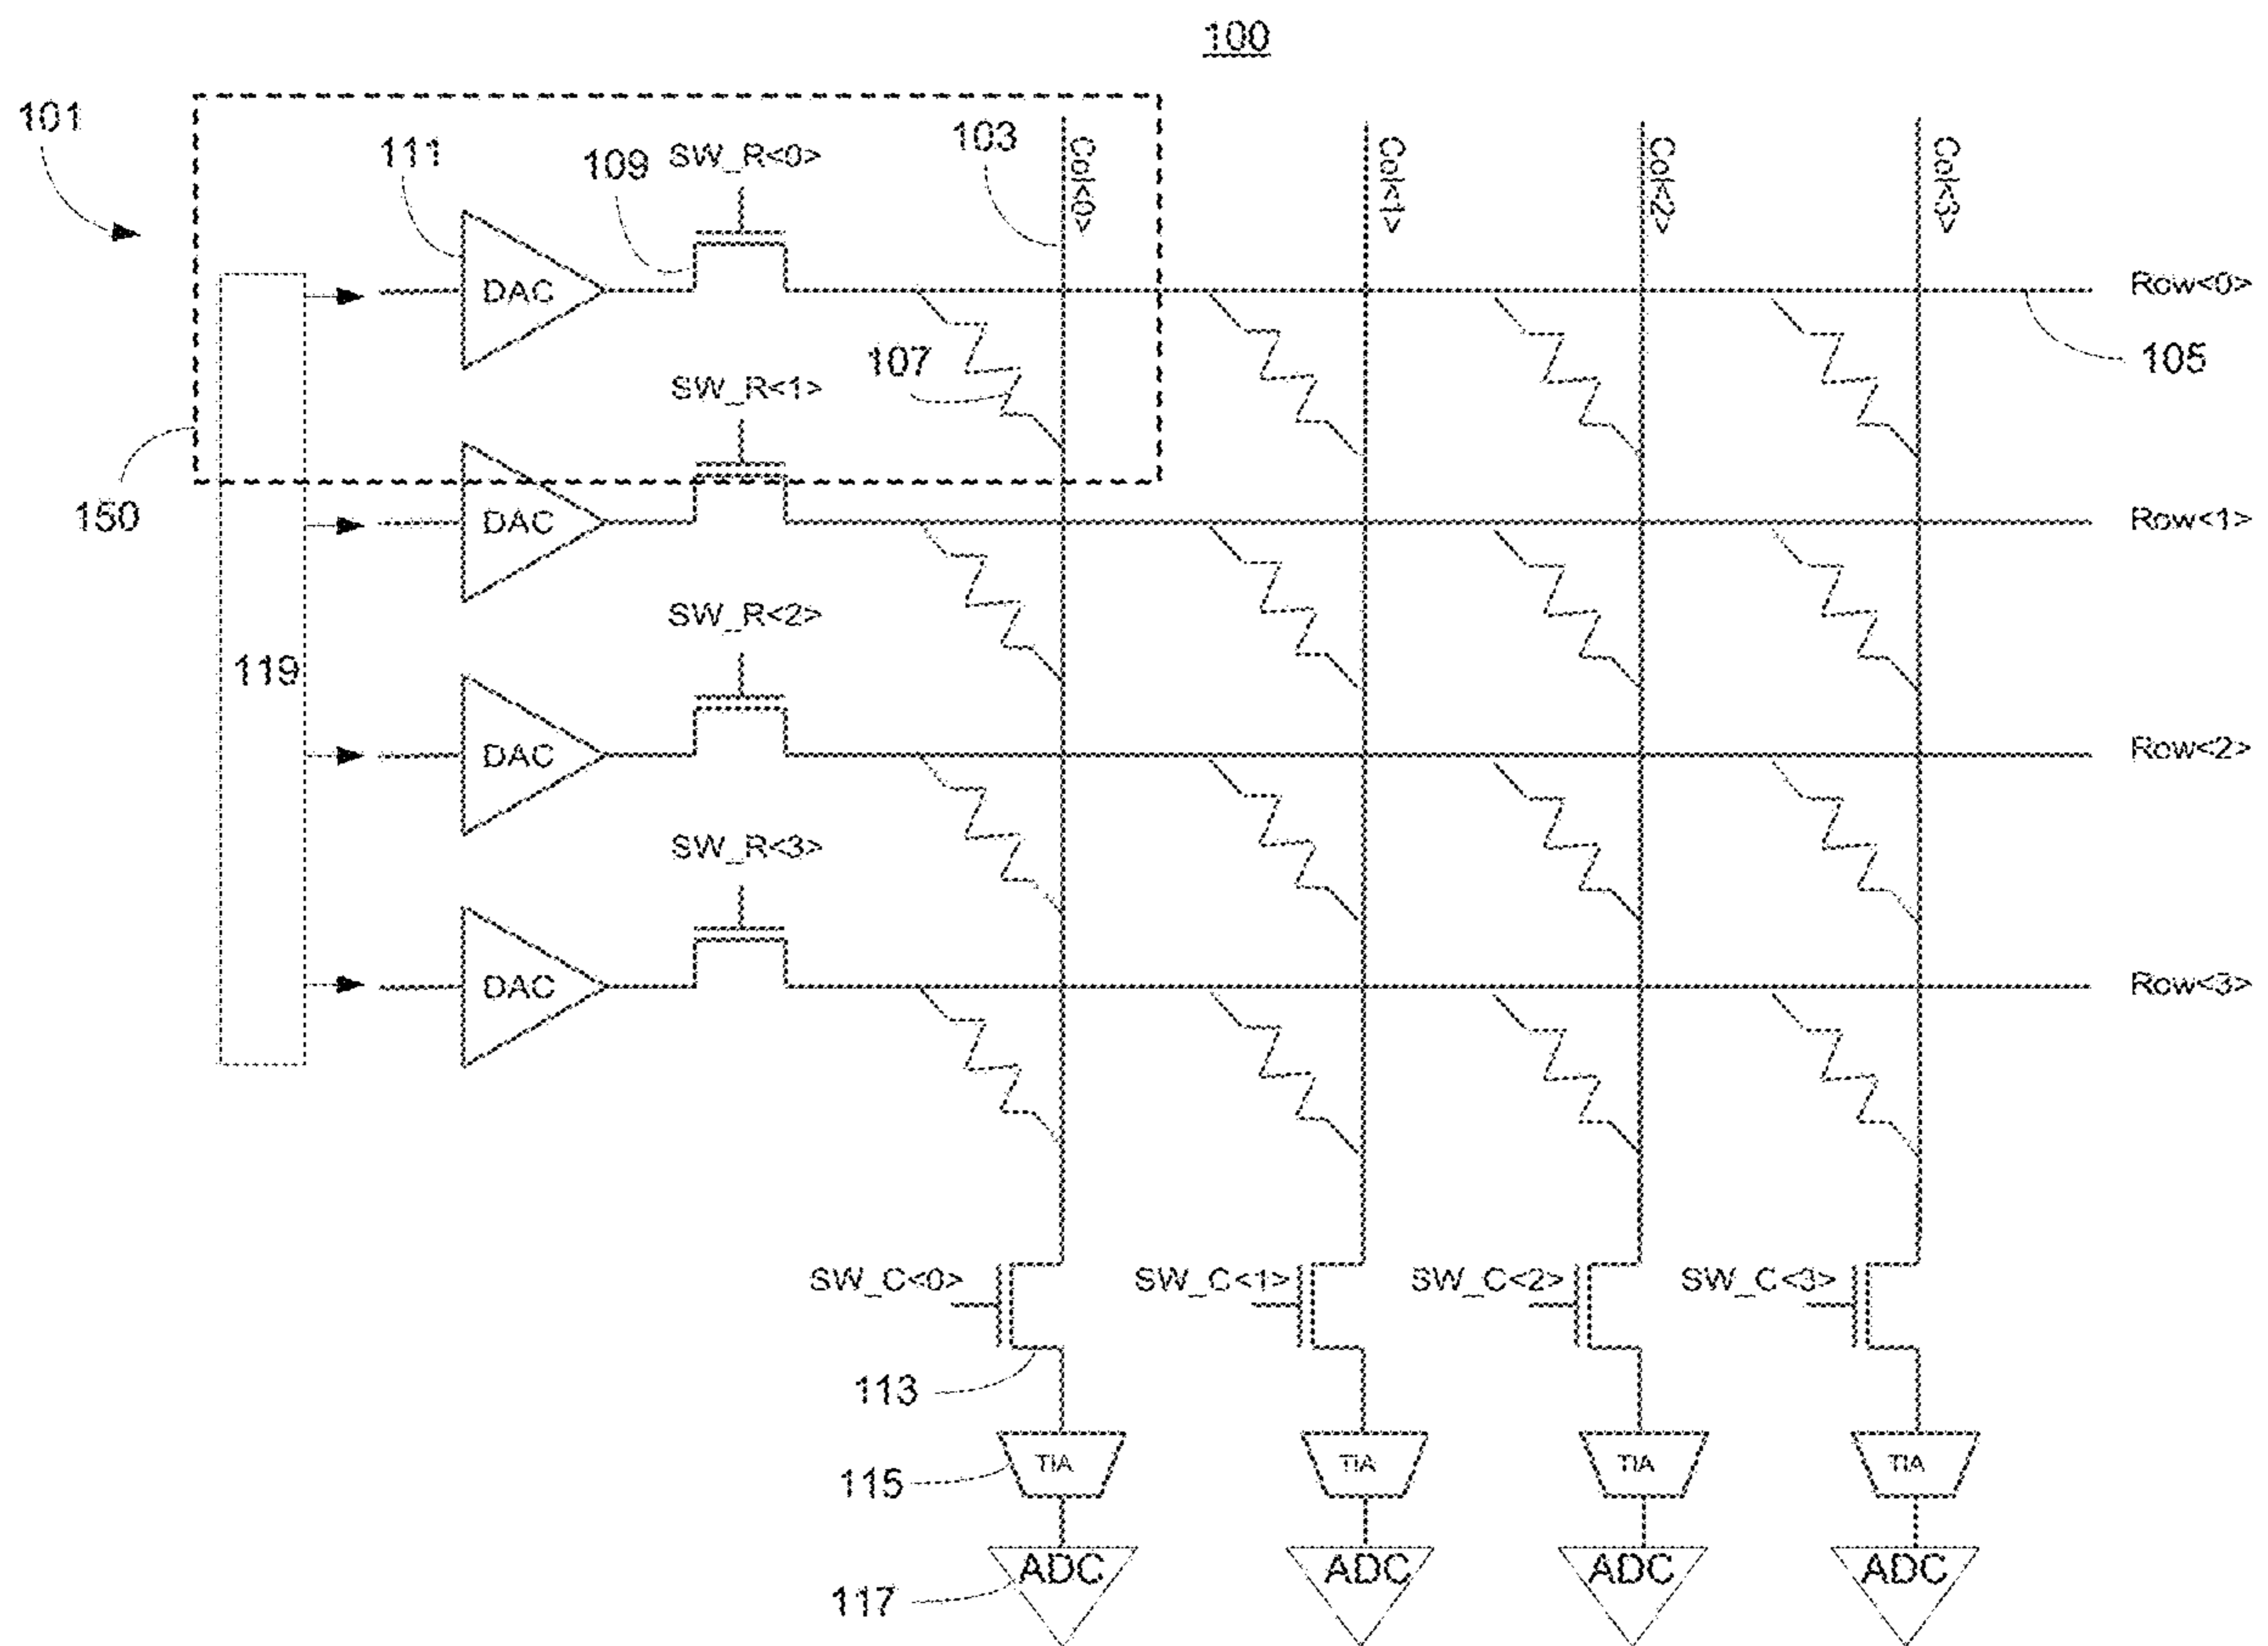 100
101
111
109
SW_R<0>
103
Col<0>
Col<1>
Col<2>
Col<3>
DAC
Row<0>
107
105
SW_R<1>
150
DAC
Row<1>
SW_R<2>
119
DAC
Row<2>
SW_R<3>
DAC
Row<3>
SW_C<0>
SW_C<1>
SW_C<2>
SW_C<3>
113
115
TIA
TIA
TIA
TIA
ADC
ADC
ADC
ADC
117